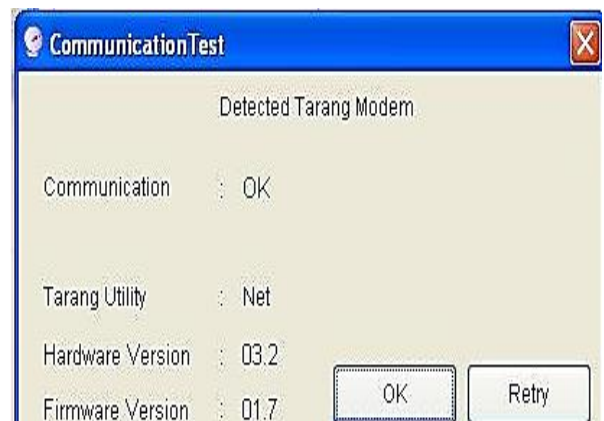 CommunicationTest
Detected Tarang Modem
Communication : OK
Tarang Utility : Net
Hardware Version : 03.2
Firmware Version : 01.7
OK Retry